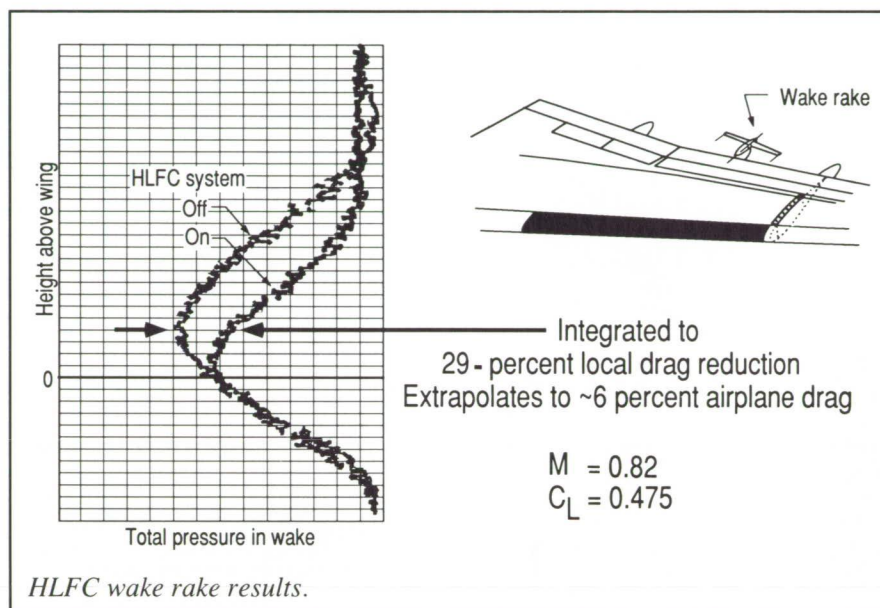 Wake rake
HLFC system
Off
On
Height above wing
0
Integrated to
29 - percent local drag reduction
Extrapolates to ~6 percent airplane drag
M = 0.82
CL = 0.475
Total pressure in wake
HLFC wake rake results.